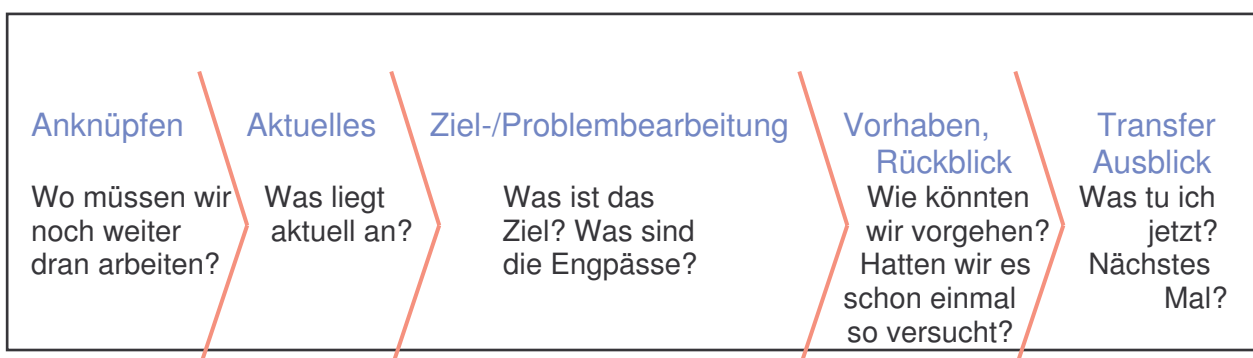 Anknüpfen
Wo müssen wir
noch weiter
dran arbeiten?
Aktuelles
Was liegt
aktuell an?
Ziel-/Problembearbeitung
Was ist das
Ziel? Was sind
die Engpässe?
Vorhaben,
Rückblick
Wie könnten
wir vorgehen?
Hatten wir es
schon einmal
so versucht?
Transfer
Ausblick
Was tu ich
jetzt?
Nächstes
Mal?